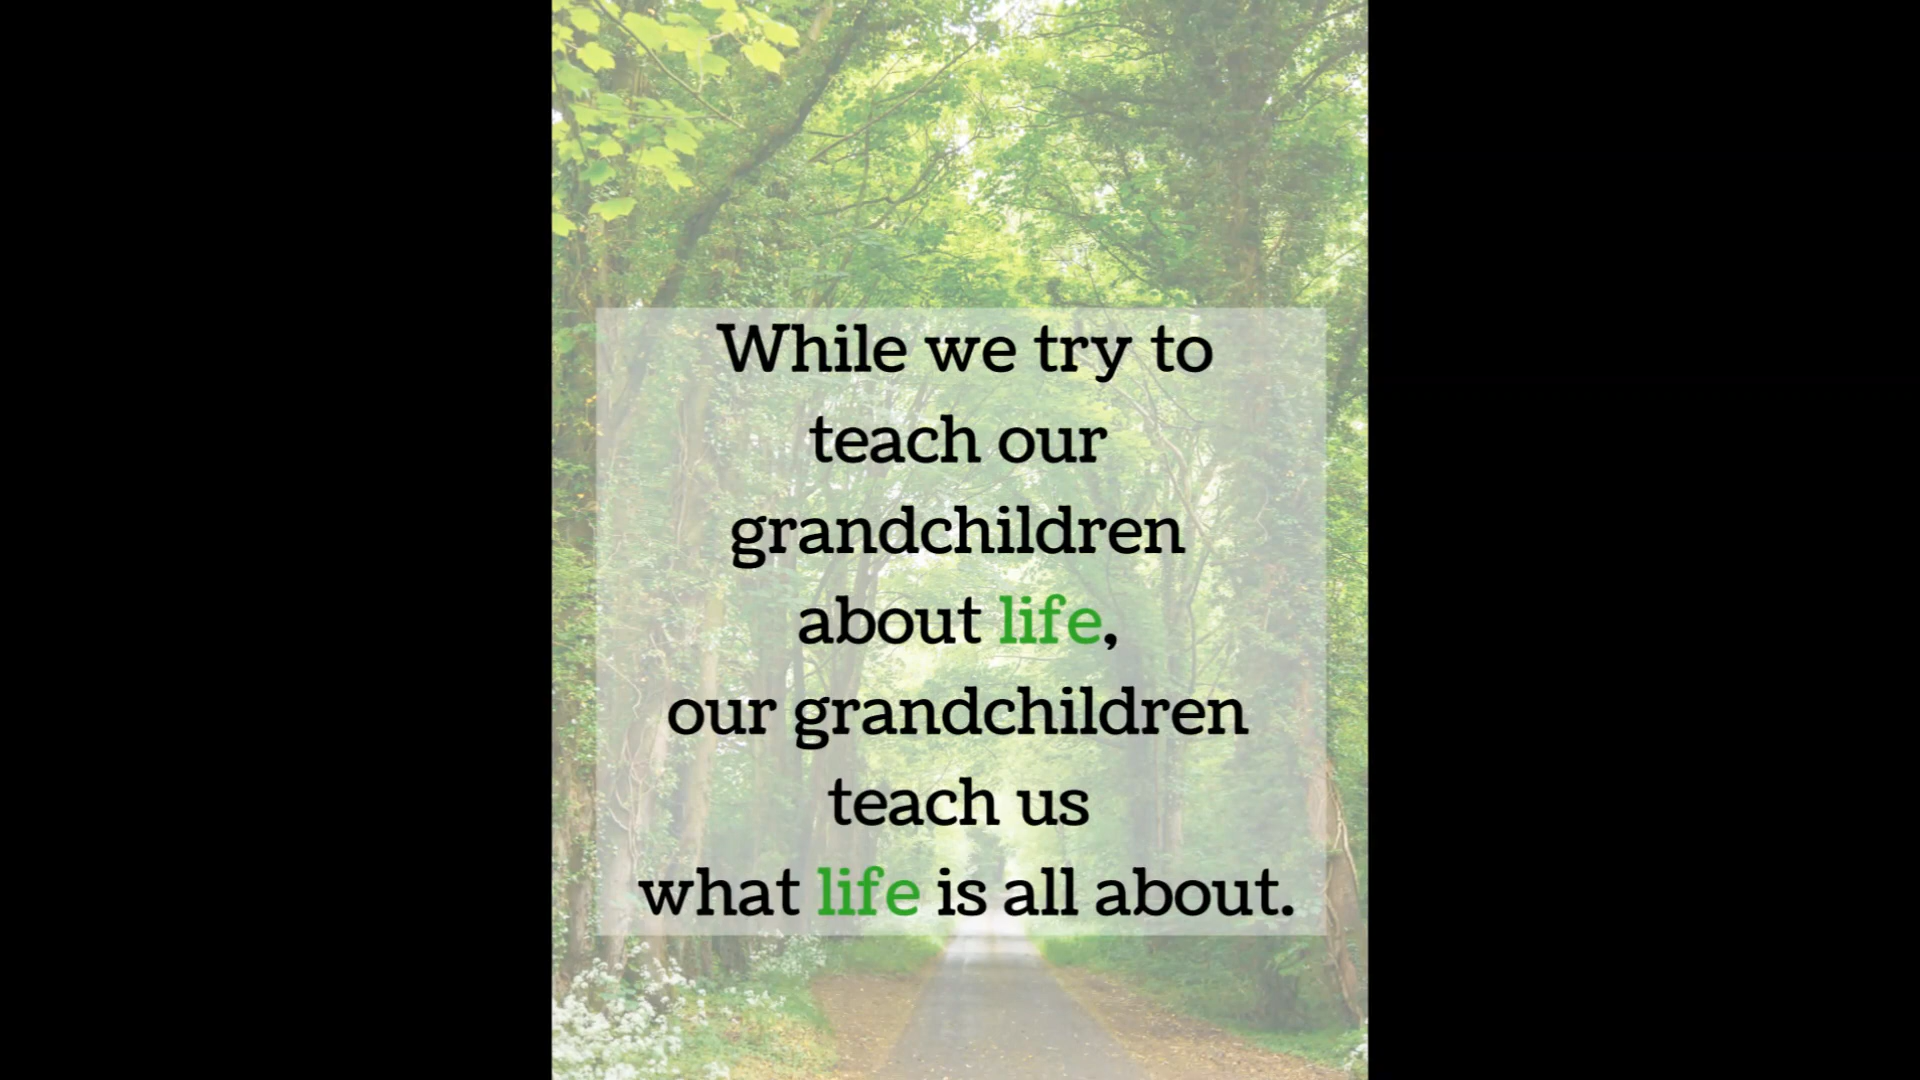 While we try to
teach our
grandchildren
about life,
our grandchildren
teach us
what life is all about.